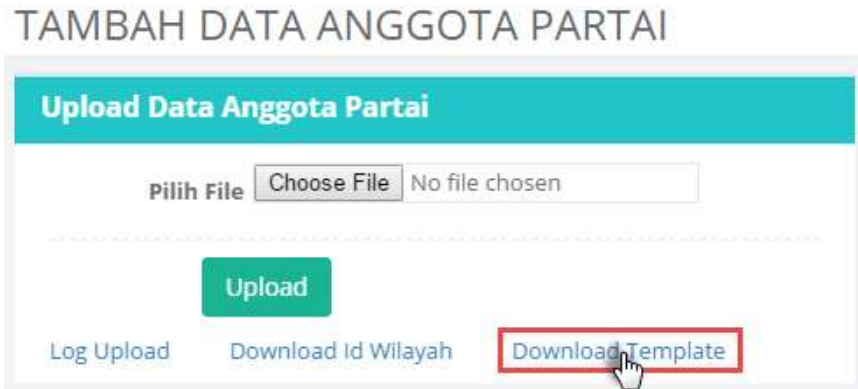 TAMBAH DATA ANGGOTA PARTAI
Upload Data Anggota Partai
Pilih File Choose File No file chosen
Upload
Log Upload Download Id Wilayah Download Template